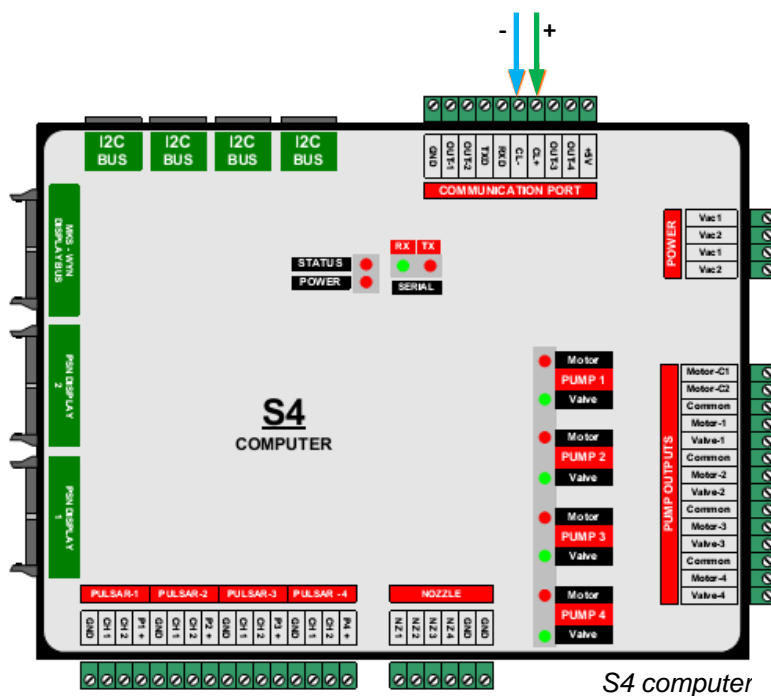 - +
I2C BUS
I2C BUS
I2C BUS
I2C BUS
GND OUT-1 OUT-2 TXD RXD CL- CL+ OUT-3 OUT-4 +5V
COMMUNICATION PORT
MKS - WYN DISPLAY BUS
PSN DISPLAY 2
PSN DISPLAY 1
RX TX
STATUS
POWER
SERIAL
S4
COMPUTER
POWER
Vac1
Vac2
Vac1
Vac2
Motor
PUMP 1
Valve
Motor
PUMP 2
Valve
Motor
PUMP 3
Valve
Motor
PUMP 4
Valve
PUMP OUTPUTS
Motor-C1
Motor-C2
Common
Motor-1
Valve-1
Common
Motor-2
Valve-2
Common
Motor-3
Valve-3
Common
Motor-4
Valve-4
PULSAR-1 PULSAR-2 PULSAR-3 PULSAR -4
GND CH 1 CH 2 P1 + GND CH 1 CH 2 P2 + GND CH 1 CH 2 P3 + GND CH 1 CH 2 P4 +
NOZZLE
NZ 1 NZ 2 NZ 3 NZ 4 GND GND
S4 computer